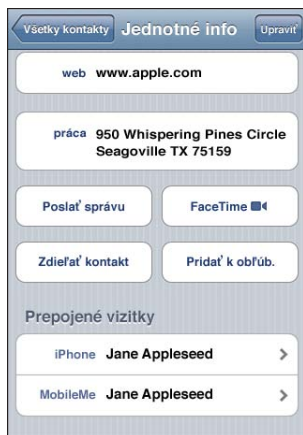 Všetky kontakty Jednotné info Upraviť
web www.apple.com
práca 950 Whispering Pines Circle
Seagoville TX 75159
Poslať správu FaceTime
Zdieľať kontakt Pridať k obľúb.
Prepojené vizitky
iPhone Jane Appleseed
MobileMe Jane Appleseed